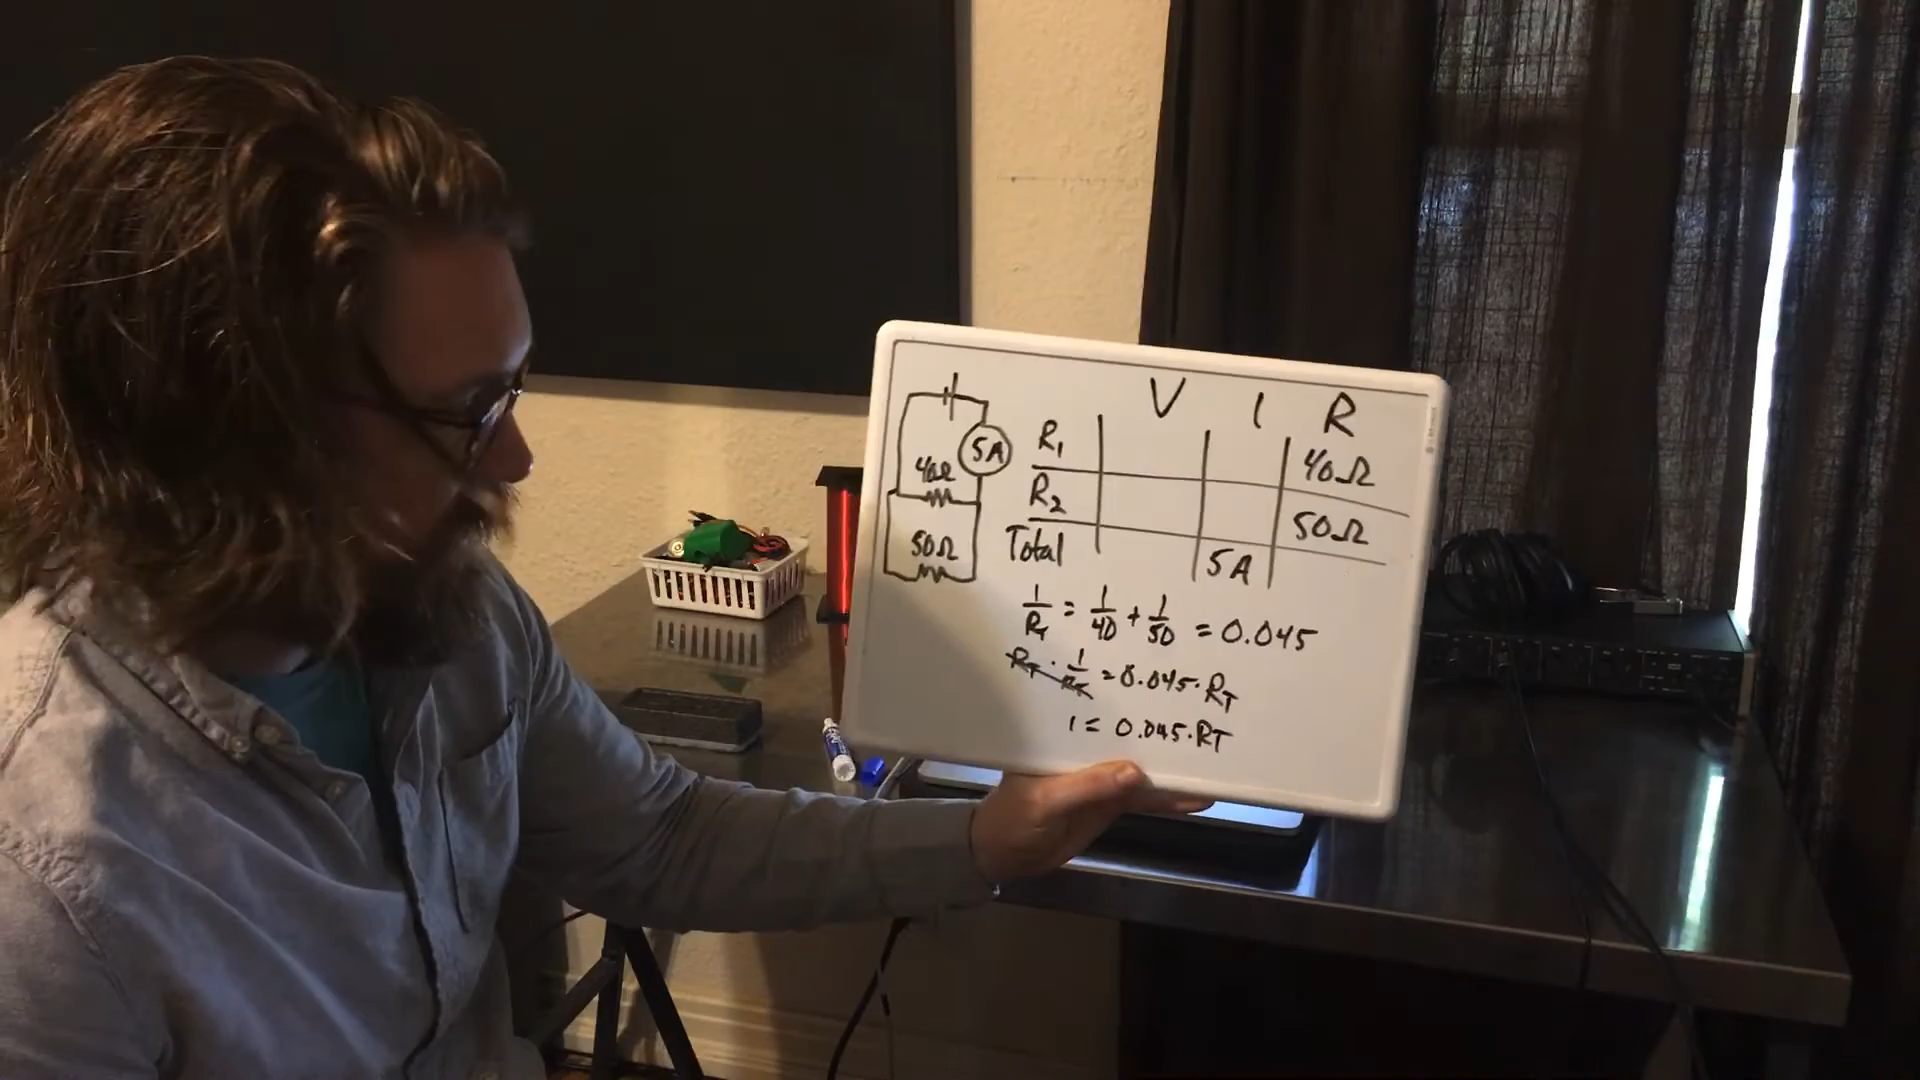 5A
40Ω
50Ω
V I R
R₁ 40Ω
R₂ 50Ω
Total 5A
1/R_T = 1/40 + 1/50 = 0.045
R_T · 1/R_T = 0.045 · R_T
1 = 0.045 · R_T